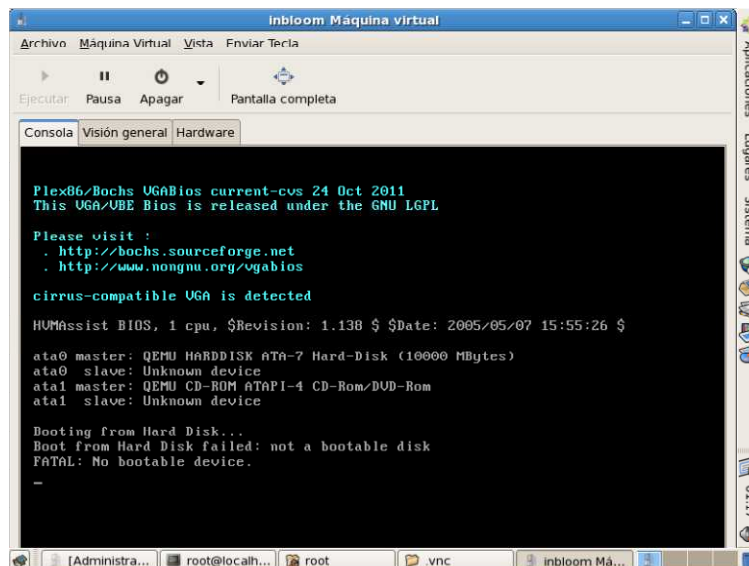 inbloom Máquina virtual
Archivo Máquina Virtual Vista Enviar Tecla
Ejecutar Pausa Apagar Pantalla completa
Consola Visión general Hardware
Plex86/Bochs VGABios current-cvs 24 Oct 2011
This VGA/VBE Bios is released under the GNU LGPL
Please visit :
. http://bochs.sourceforge.net
. http://www.nongnu.org/vgabios
cirrus-compatible VGA is detected
HVMAssist BIOS, 1 cpu, $Revision: 1.138 $ $Date: 2005/05/07 15:55:26 $
ata0 master: QEMU HARDDISK ATA-7 Hard-Disk (10000 MBytes)
ata0 slave: Unknown device
ata1 master: QEMU CD-ROM ATAPI-4 CD-Rom/DVD-Rom
ata1 slave: Unknown device
Booting from Hard Disk...
Boot from Hard Disk failed: not a bootable disk
FATAL: No bootable device.
_
Aplicaciones Lugares Sistema
[Administra... root@localh... root .vnc inbloom Má...